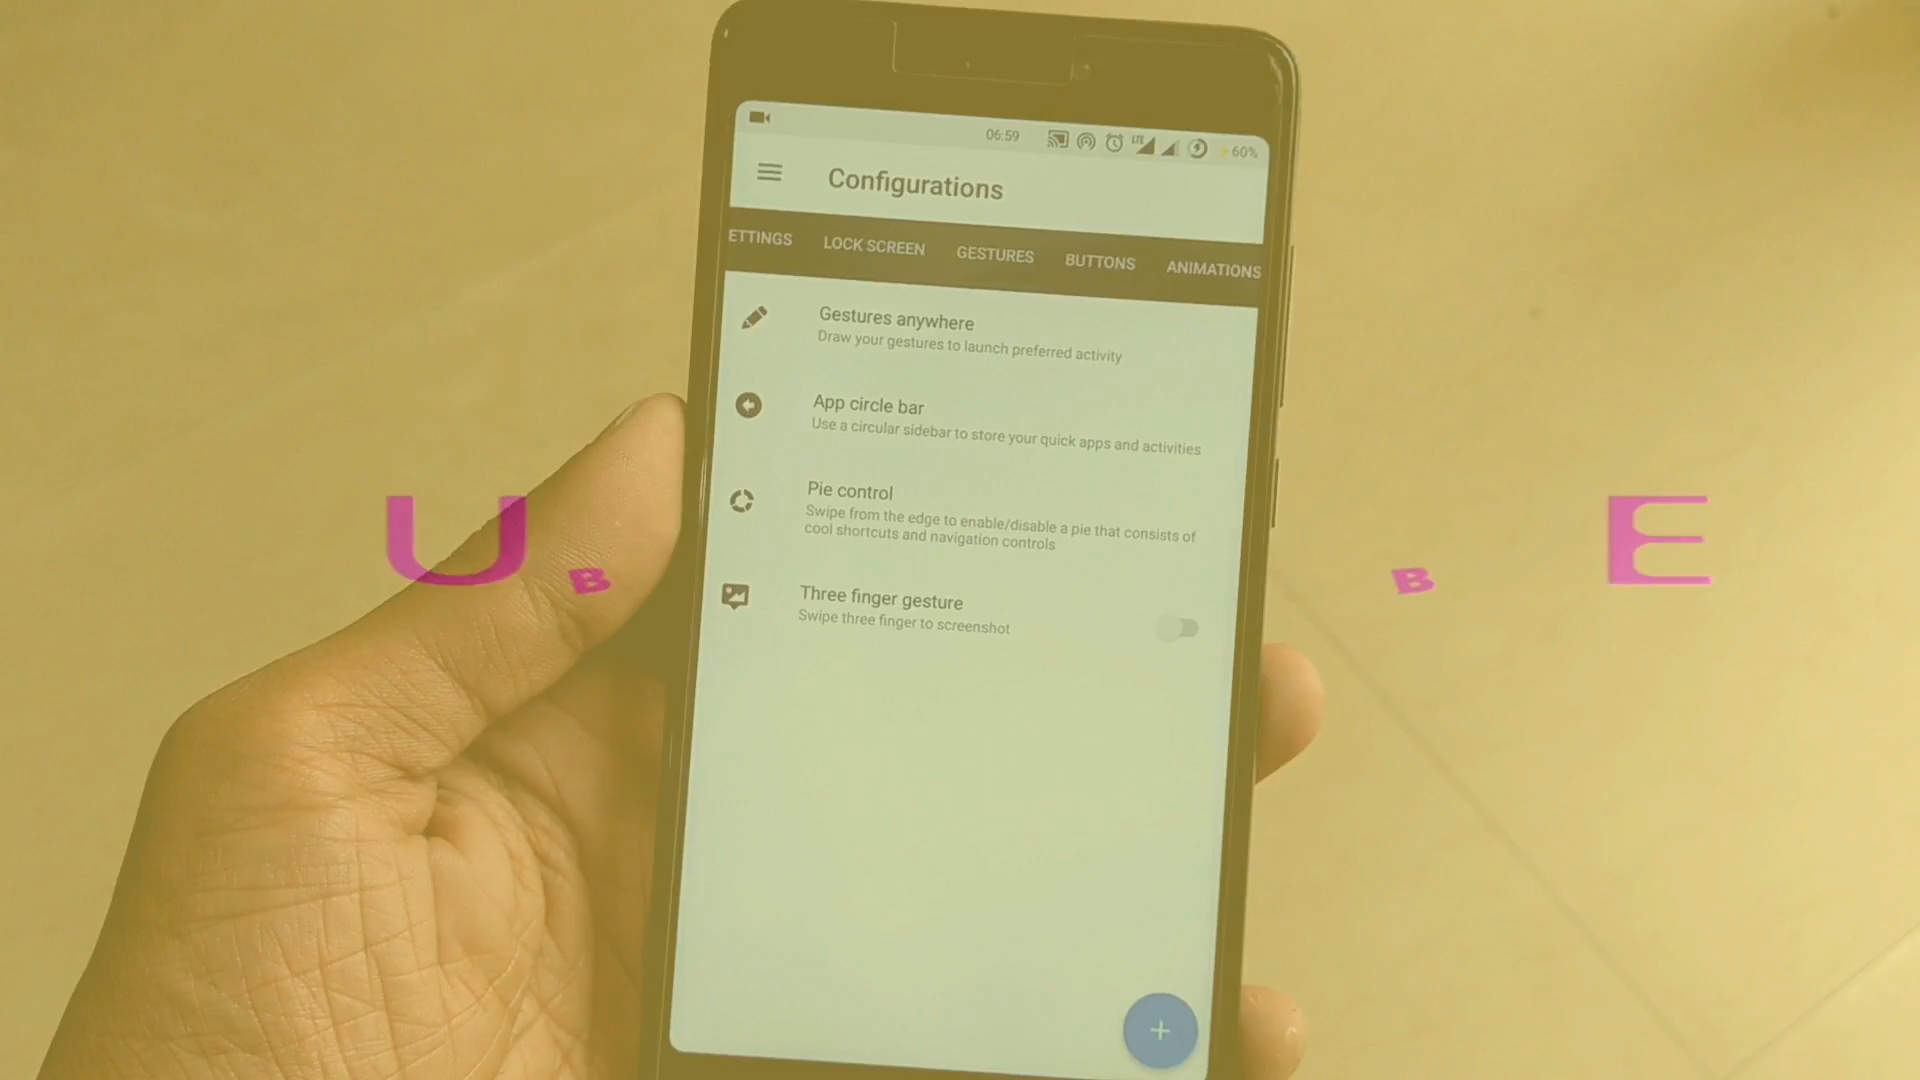 06:59 LTE 60%
Configurations
ETTINGS LOCK SCREEN GESTURES BUTTONS ANIMATIONS
Gestures anywhere
Draw your gestures to launch preferred activity
App circle bar
Use a circular sidebar to store your quick apps and activities
Pie control
Swipe from the edge to enable/disable a pie that consists of
cool shortcuts and navigation controls
Three finger gesture
Swipe three finger to screenshot
U B B E